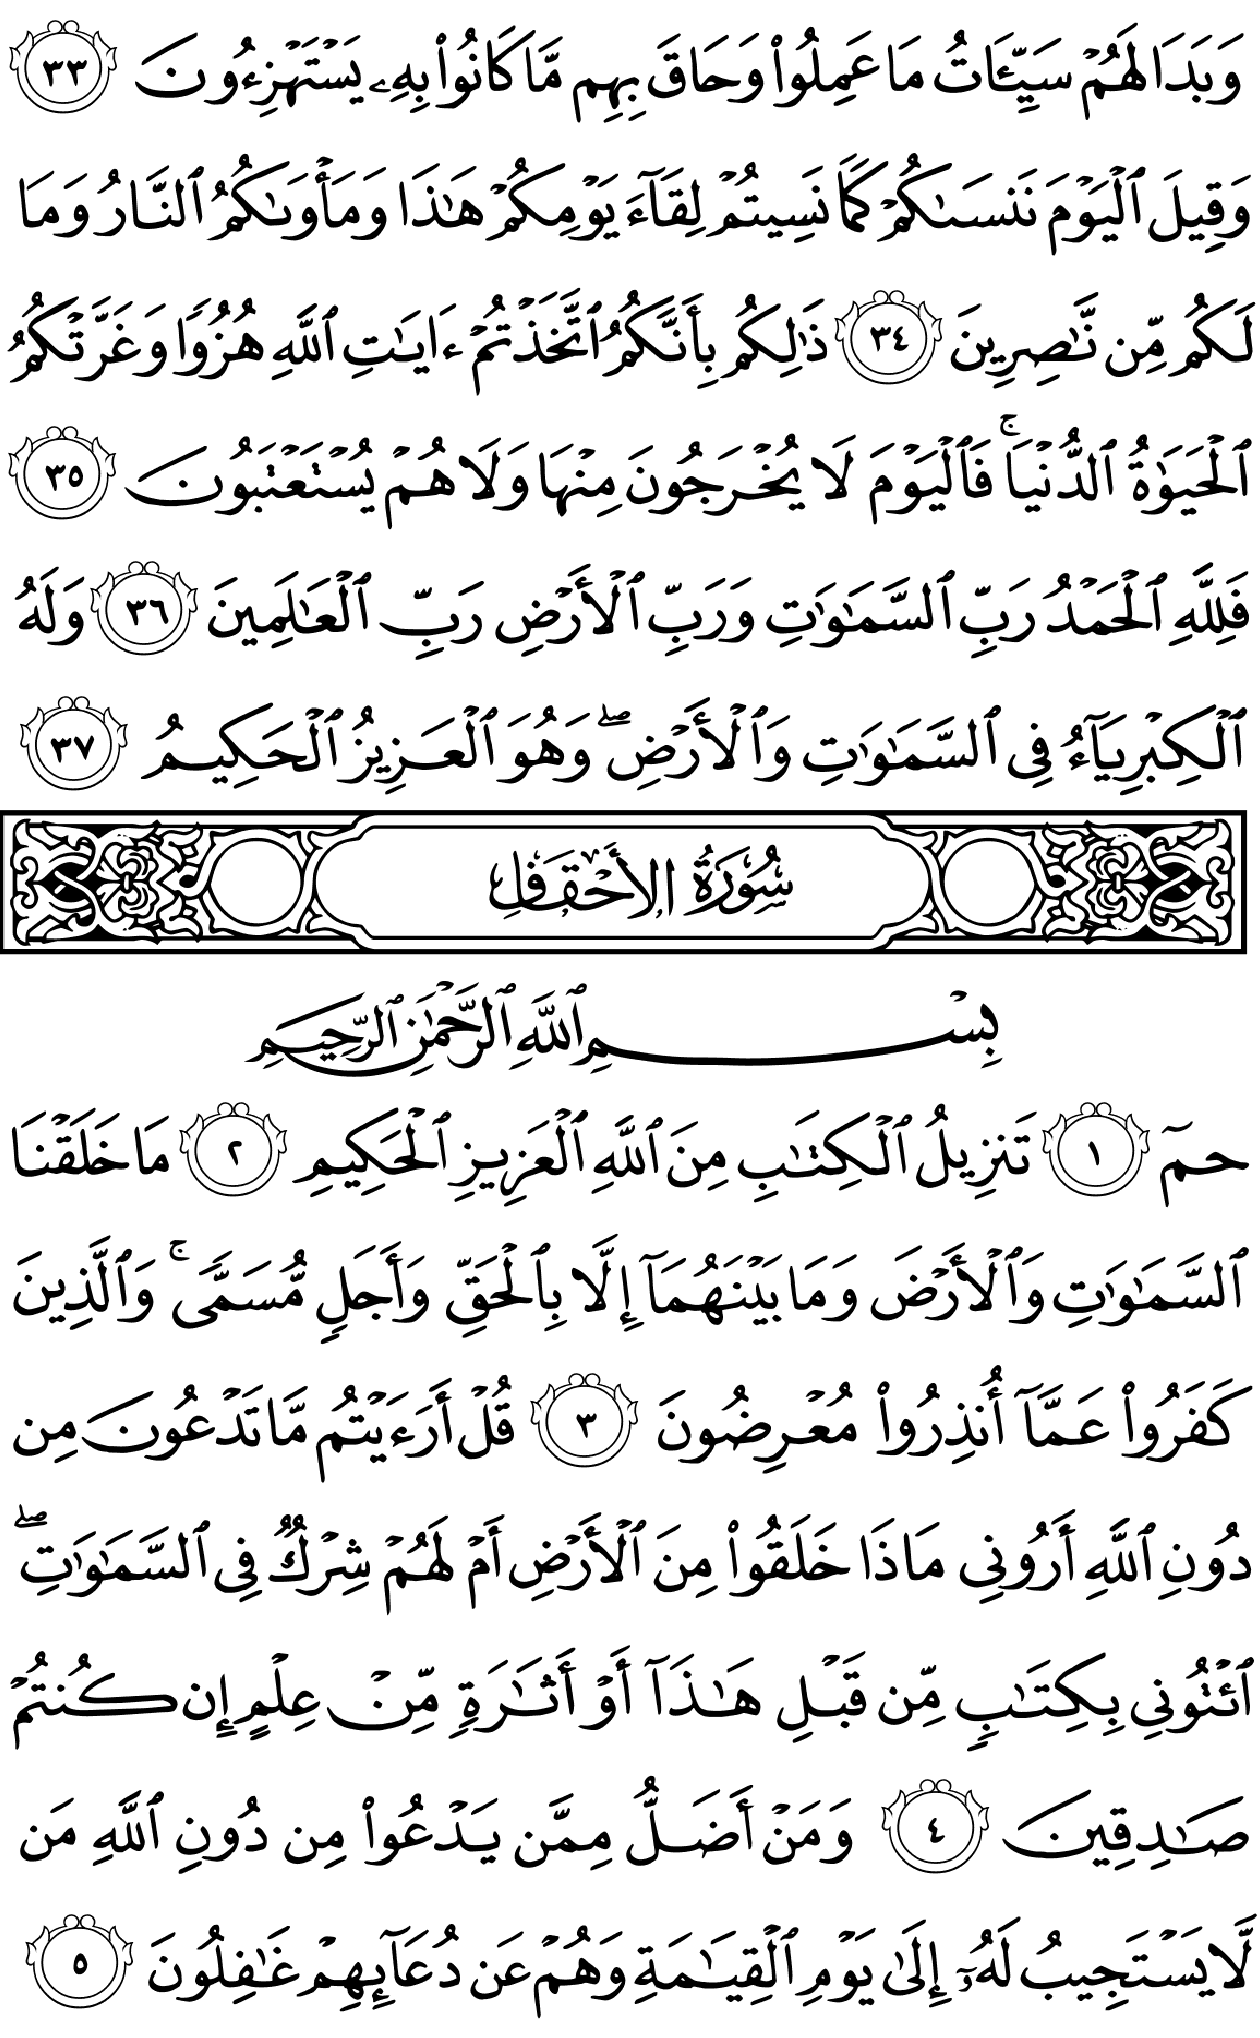 وَبَدَا لَهُمْ سَيِّـَٔاتُ مَا عَمِلُوا۟ وَحَاقَ بِهِم مَّا كَانُوا۟ بِهِۦ يَسْتَهْزِءُونَ ٣٣
وَقِيلَ ٱلْيَوْمَ نَنسَىٰكُمْ كَمَا نَسِيتُمْ لِقَآءَ يَوْمِكُمْ هَٰذَا وَمَأْوَىٰكُمُ ٱلنَّارُ وَمَا
لَكُم مِّن نَّٰصِرِينَ ٣٤ ذَٰلِكُم بِأَنَّكُمُ ٱتَّخَذْتُمْ ءَايَٰتِ ٱللَّهِ هُزُوًا وَغَرَّتْكُمُ
ٱلْحَيَوٰةُ ٱلدُّنْيَا ۚ فَٱلْيَوْمَ لَا يُخْرَجُونَ مِنْهَا وَلَا هُمْ يُسْتَعْتَبُونَ ٣٥
فَلِلَّهِ ٱلْحَمْدُ رَبِّ ٱلسَّمَٰوَٰتِ وَرَبِّ ٱلْأَرْضِ رَبِّ ٱلْعَٰلَمِينَ ٣٦ وَلَهُ
ٱلْكِبْرِيَآءُ فِى ٱلسَّمَٰوَٰتِ وَٱلْأَرْضِ ۖ وَهُوَ ٱلْعَزِيزُ ٱلْحَكِيمُ ٣٧
سُورَةُ الأَحْقَافِ
بِسْمِ ٱللَّهِ ٱلرَّحْمَٰنِ ٱلرَّحِيمِ
حمٓ ١ تَنزِيلُ ٱلْكِتَٰبِ مِنَ ٱللَّهِ ٱلْعَزِيزِ ٱلْحَكِيمِ ٢ مَا خَلَقْنَا
ٱلسَّمَٰوَٰتِ وَٱلْأَرْضَ وَمَا بَيْنَهُمَآ إِلَّا بِٱلْحَقِّ وَأَجَلٍ مُّسَمًّى ۚ وَٱلَّذِينَ
كَفَرُوا۟ عَمَّآ أُنذِرُوا۟ مُعْرِضُونَ ٣ قُلْ أَرَءَيْتُم مَّا تَدْعُونَ مِن
دُونِ ٱللَّهِ أَرُونِى مَاذَا خَلَقُوا۟ مِنَ ٱلْأَرْضِ أَمْ لَهُمْ شِرْكٌ فِى ٱلسَّمَٰوَٰتِ ۖ
ٱئْتُونِى بِكِتَٰبٍ مِّن قَبْلِ هَٰذَآ أَوْ أَثَٰرَةٍ مِّنْ عِلْمٍ إِن كُنتُمْ
صَٰدِقِينَ ٤ وَمَنْ أَضَلُّ مِمَّن يَدْعُوا۟ مِن دُونِ ٱللَّهِ مَن
لَّا يَسْتَجِيبُ لَهُۥٓ إِلَىٰ يَوْمِ ٱلْقِيَٰمَةِ وَهُمْ عَن دُعَآئِهِمْ غَٰفِلُونَ ٥